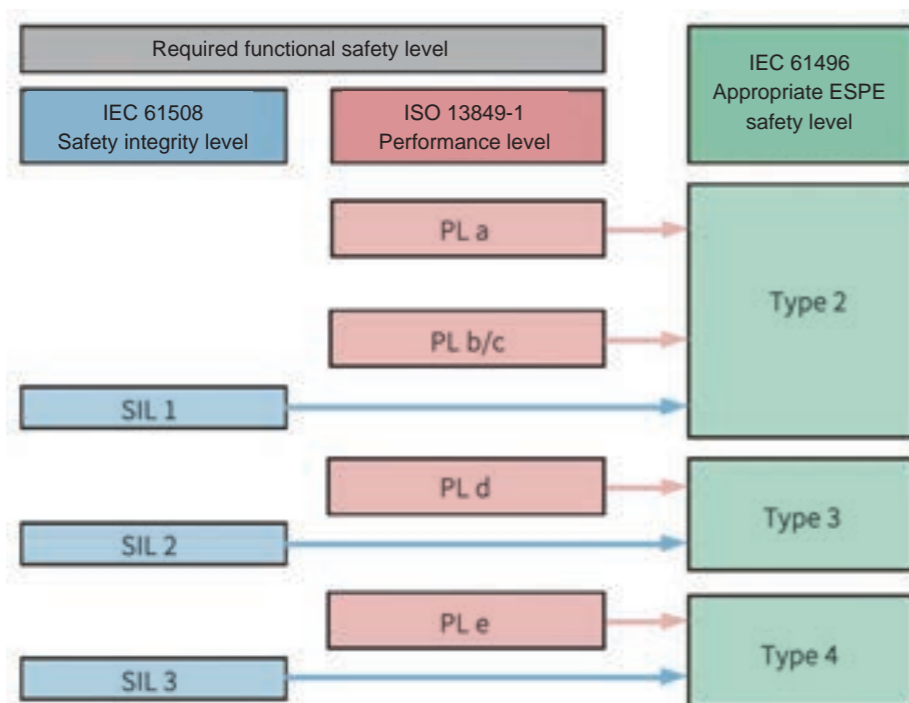 Required functional safety level
IEC 61496
Appropriate ESPE
safety level
IEC 61508
Safety integrity level
ISO 13849-1
Performance level
PL a
Type 2
PL b/c
SIL 1
PL d
Type 3
SIL 2
PL e
Type 4
SIL 3